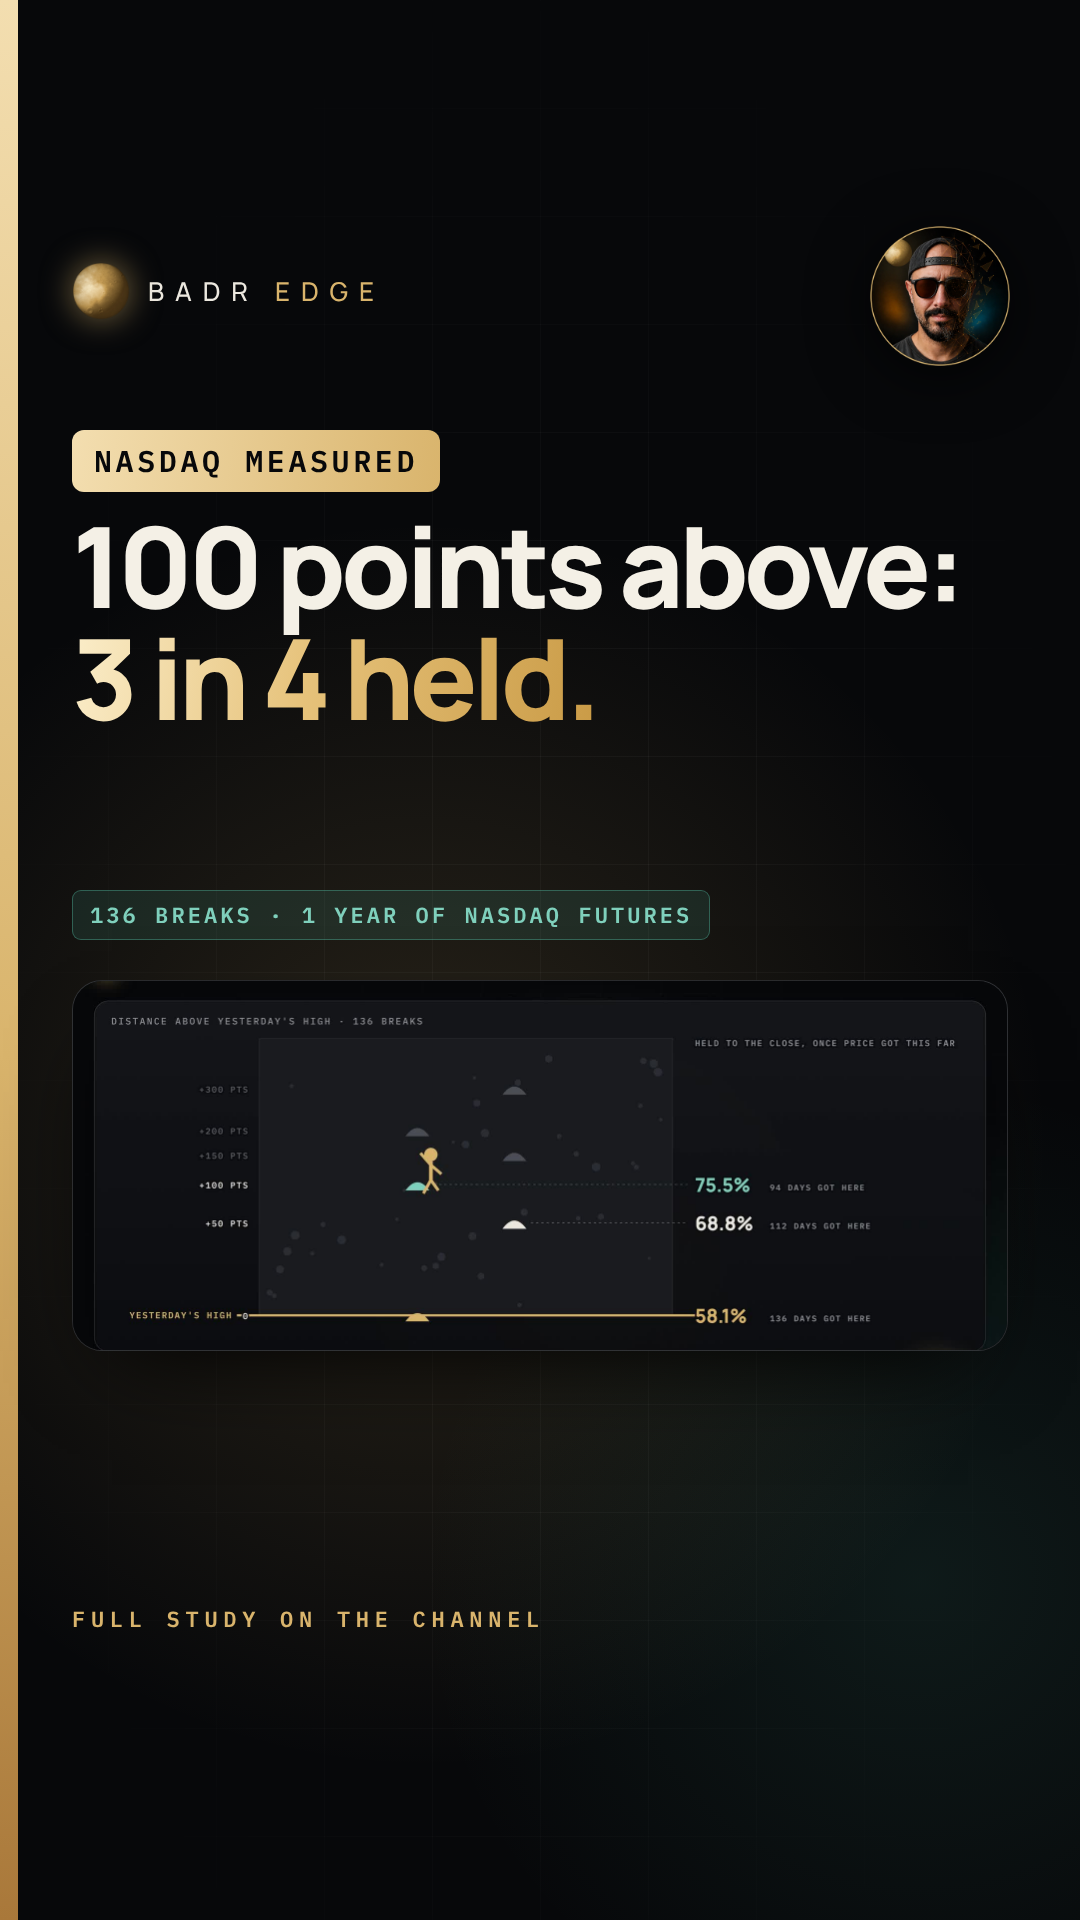 BADR EDGE
NASDAQ MEASURED
100 points above:
3 in 4 held.
136 BREAKS · 1 YEAR OF NASDAQ FUTURES
DISTANCE ABOVE YESTERDAY'S HIGH · 136 BREAKS
HELD TO THE CLOSE, ONCE PRICE GOT THIS FAR
+300 PTS
+200 PTS
+150 PTS
+100 PTS 75.5% 94 DAYS GOT HERE
+50 PTS 68.8% 112 DAYS GOT HERE
YESTERDAY'S HIGH 0 58.1% 136 DAYS GOT HERE
FULL STUDY ON THE CHANNEL